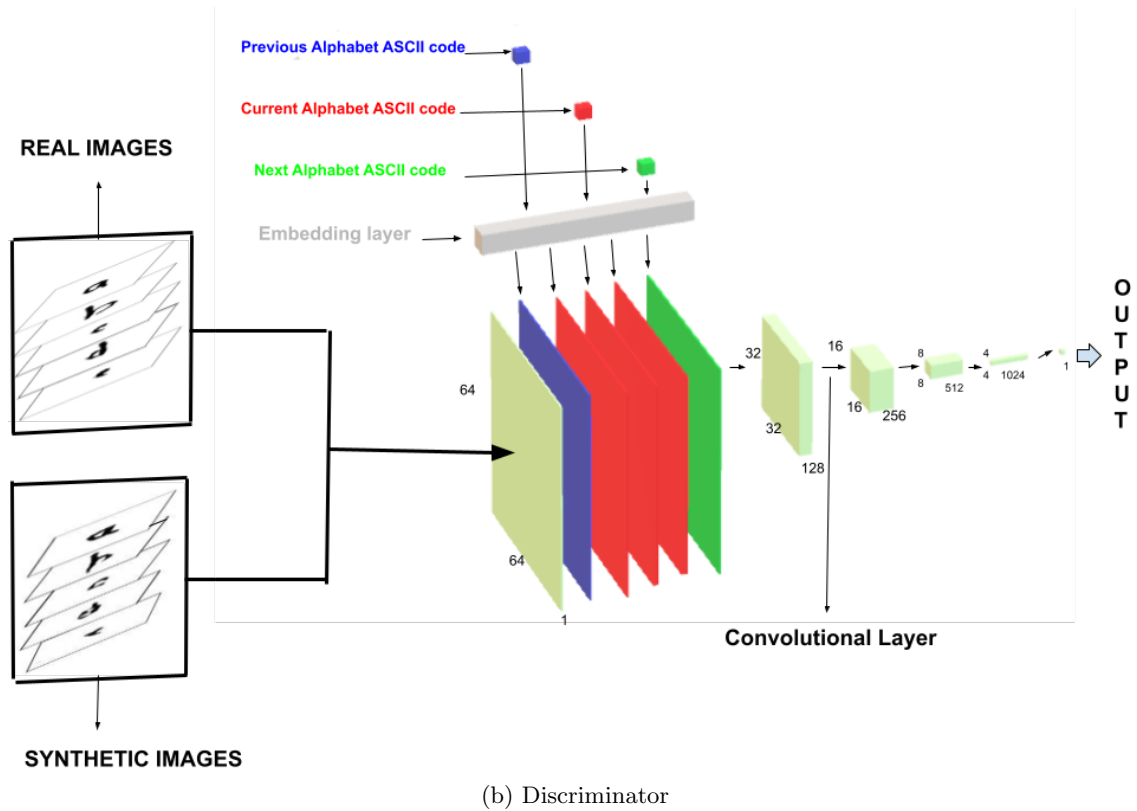 Previous Alphabet ASCII code
Current Alphabet ASCII code
REAL IMAGES
Next Alphabet ASCII code
Embedding layer
64
64
1
32
32
128
16
16
256
8
8
512
4
4
1024
1
OUTPUT
Convolutional Layer
SYNTHETIC IMAGES
(b) Discriminator